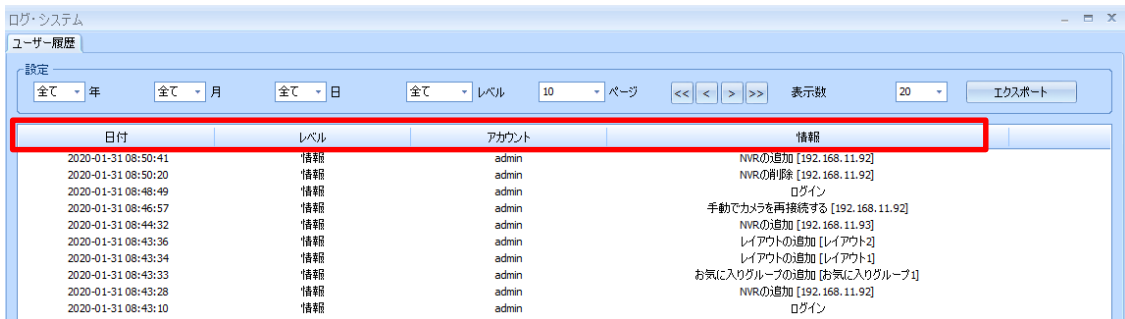 ログ・システム
ユーザー履歴
設定
全て 年 全て 月 全て 日 全て レベル 10 ページ << < > >> 表示数 20 エクスポート
日付 レベル アカウント 情報
2020-01-31 08:50:41 情報 admin NVRの追加 [192.168.11.92]
2020-01-31 08:50:20 情報 admin NVRの削除 [192.168.11.92]
2020-01-31 08:48:49 情報 admin ログイン
2020-01-31 08:46:57 情報 admin 手動でカメラを再接続する [192.168.11.92]
2020-01-31 08:44:32 情報 admin NVRの追加 [192.168.11.93]
2020-01-31 08:43:36 情報 admin レイアウトの追加 [レイアウト2]
2020-01-31 08:43:34 情報 admin レイアウトの追加 [レイアウト1]
2020-01-31 08:43:33 情報 admin お気に入りグループの追加 [お気に入りグループ1]
2020-01-31 08:43:28 情報 admin NVRの追加 [192.168.11.92]
2020-01-31 08:43:10 情報 admin ログイン